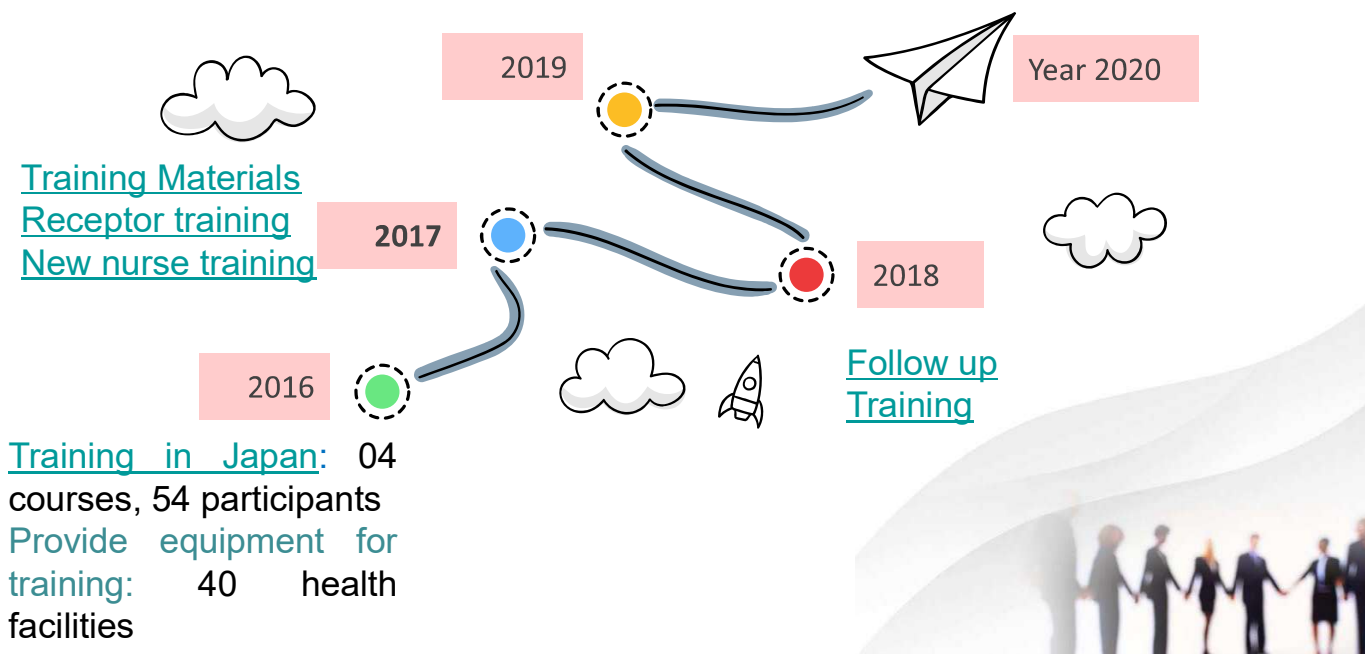 2019
Year 2020
Training Materials
Receptor training
New nurse training
2017
2018
Follow up
Training
2016
Training in Japan: 04
courses, 54 participants
Provide equipment for
training: 40 health
facilities